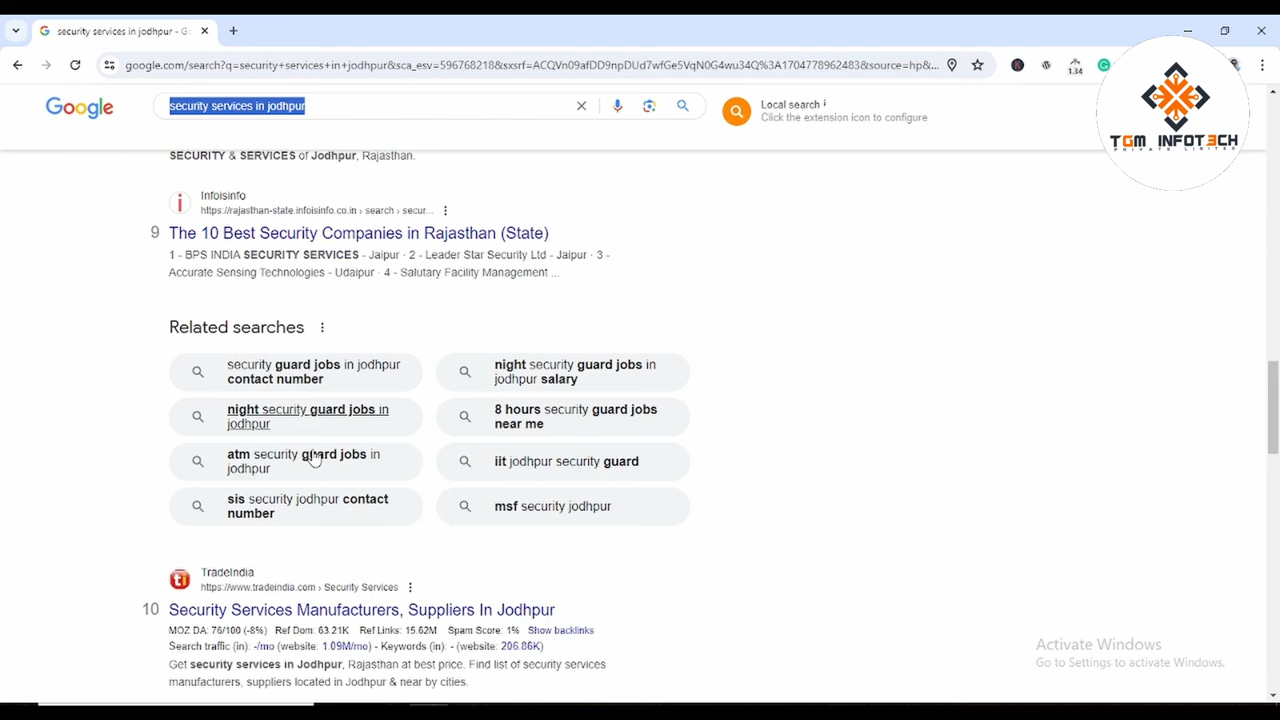 security services in jodhpur - G
google.com/search?q=security+services+in+jodhpur&sca_esv=596768218&sxsrf=ACQVn09afDD9npDUd7wfGe5VqN0G4wu34Q%3A1704778962483&source=hp&...
1.34
Google
security services in jodhpur
Local search
Click the extension icon to configure
TGM INFOTECH
PRIVATE LIMITED
SECURITY & SERVICES of Jodhpur, Rajasthan.
Infoisinfo
https://rajasthan-state.infoisinfo.co.in › search › secur...
9 The 10 Best Security Companies in Rajasthan (State)
1 - BPS INDIA SECURITY SERVICES - Jaipur · 2 - Leader Star Security Ltd - Jaipur · 3 -
Accurate Sensing Technologies - Udaipur · 4 - Salutary Facility Management ...
Related searches
security guard jobs in jodhpur
contact number
night security guard jobs in
jodhpur salary
night security guard jobs in
jodhpur
8 hours security guard jobs
near me
atm security guard jobs in
jodhpur
iit jodhpur security guard
sis security jodhpur contact
number
msf security jodhpur
TradeIndia
https://www.tradeindia.com › Security Services
10 Security Services Manufacturers, Suppliers In Jodhpur
MOZ DA: 76/100 (-8%) Ref Dom: 63.21K Ref Links: 15.62M Spam Score: 1% Show backlinks
Search traffic (in): -/mo (website: 1.09M/mo) - Keywords (in): - (website: 206.86K)
Get security services in Jodhpur, Rajasthan at best price. Find list of security services
manufacturers, suppliers located in Jodhpur & near by cities.
Activate Windows
Go to Settings to activate Windows.